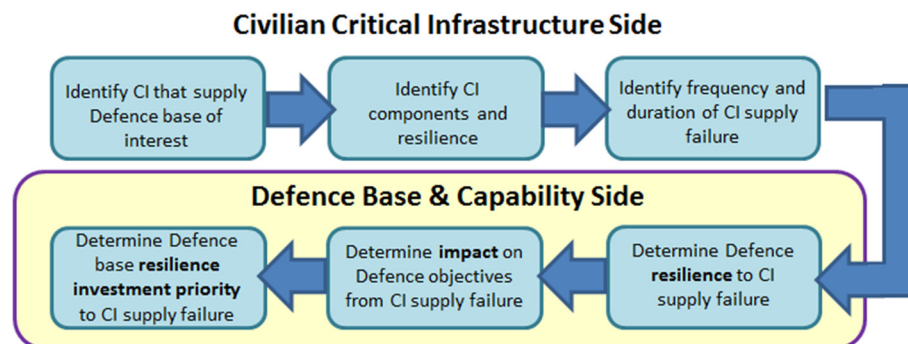 Civilian Critical Infrastructure Side
Identify CI that supply
Defence base of
interest
Identify CI
components and
resilience
Identify frequency and
duration of CI supply
failure
Defence Base & Capability Side
Determine Defence
base resilience
investment priority
to CI supply failure
Determine impact on
Defence objectives
from CI supply failure
Determine Defence
resilience to CI
supply failure